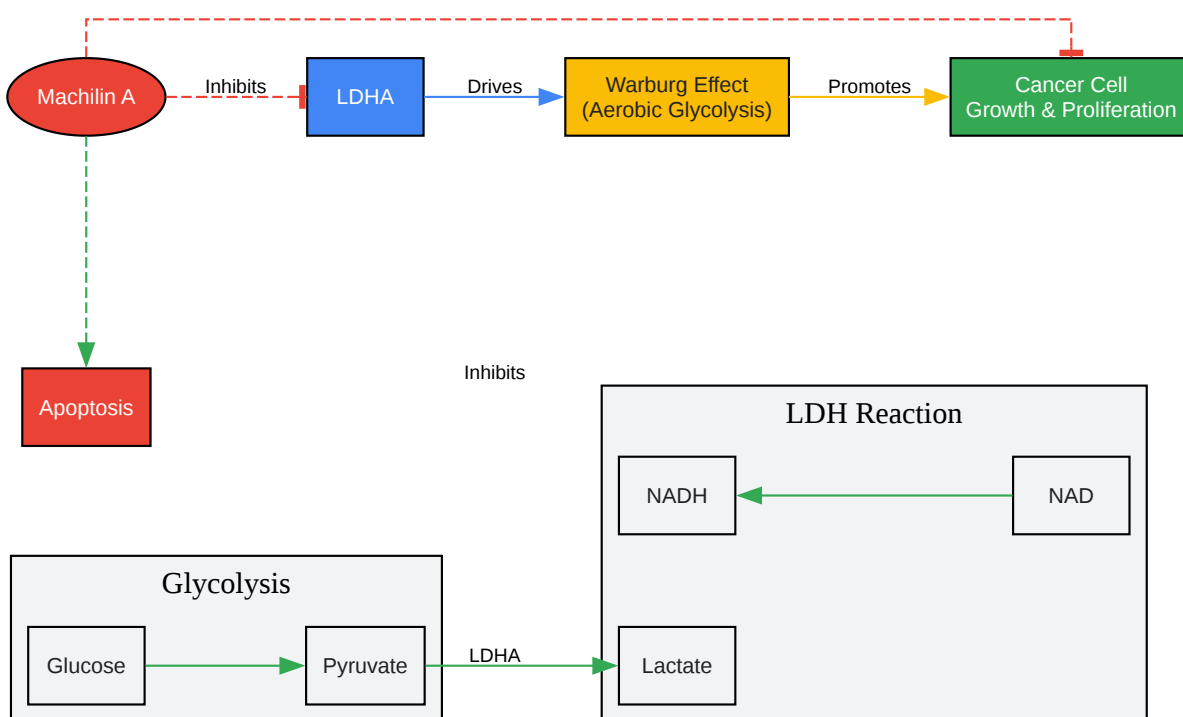 Machilin A
Inhibits
LDHA
Drives
Warburg Effect
(Aerobic Glycolysis)
Promotes
Cancer Cell
Growth & Proliferation
Apoptosis
Inhibits
LDH Reaction
NADH
NAD
Glycolysis
Glucose
Pyruvate
LDHA
Lactate